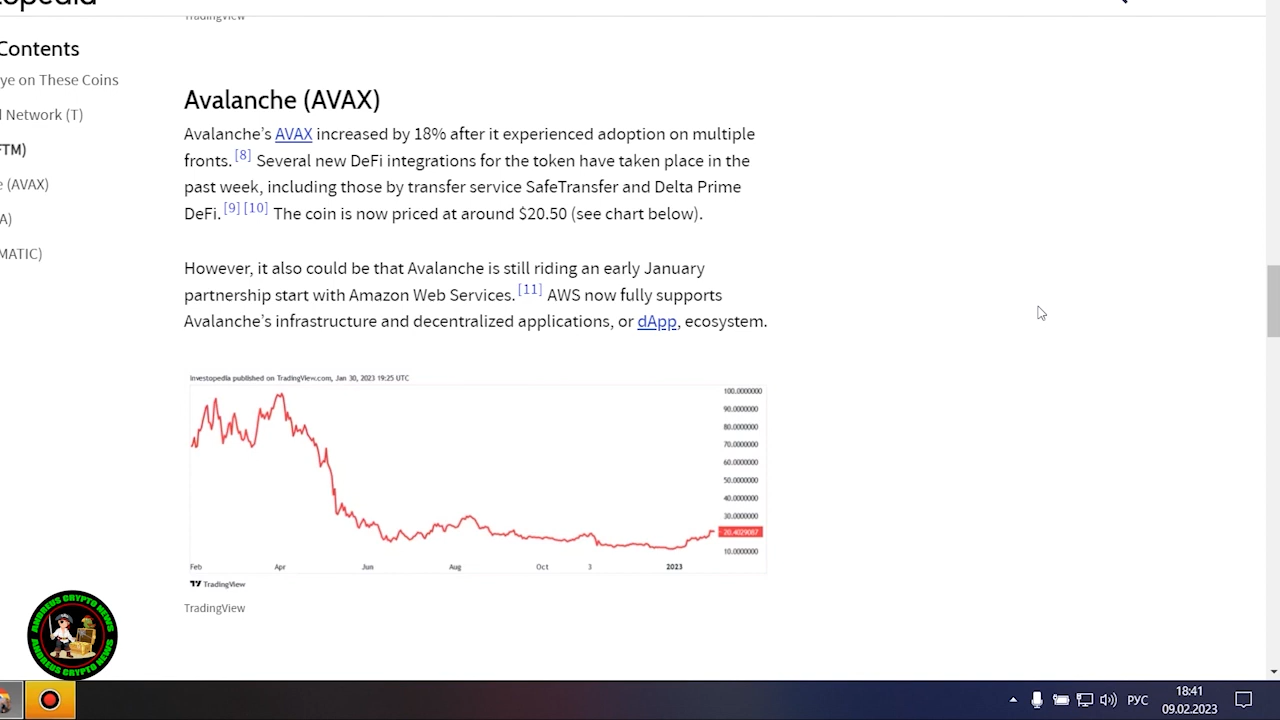 opedia
TradingView
Contents
ye on These Coins
l Network (T)
FTM)
e (AVAX)
A)
MATIC)
Avalanche (AVAX)
Avalanche's AVAX increased by 18% after it experienced adoption on multiple
fronts. [8] Several new DeFi integrations for the token have taken place in the
past week, including those by transfer service SafeTransfer and Delta Prime
DeFi. [9] [10] The coin is now priced at around $20.50 (see chart below).
However, it also could be that Avalanche is still riding an early January
partnership start with Amazon Web Services. [11] AWS now fully supports
Avalanche's infrastructure and decentralized applications, or dApp, ecosystem.
Investopedia published on TradingView.com, Jan 30, 2023 19:25 UTC
100.0000000
90.0000000
80.0000000
70.0000000
60.0000000
50.0000000
40.0000000
30.0000000
20.4029087
10.0000000
Feb Apr Jun Aug Oct 3 2023
TradingView
TradingView
ANDREUS CRYPTO NEWS
ANDREUS CRYPTO NEWS
РУС
18:41
09.02.2023